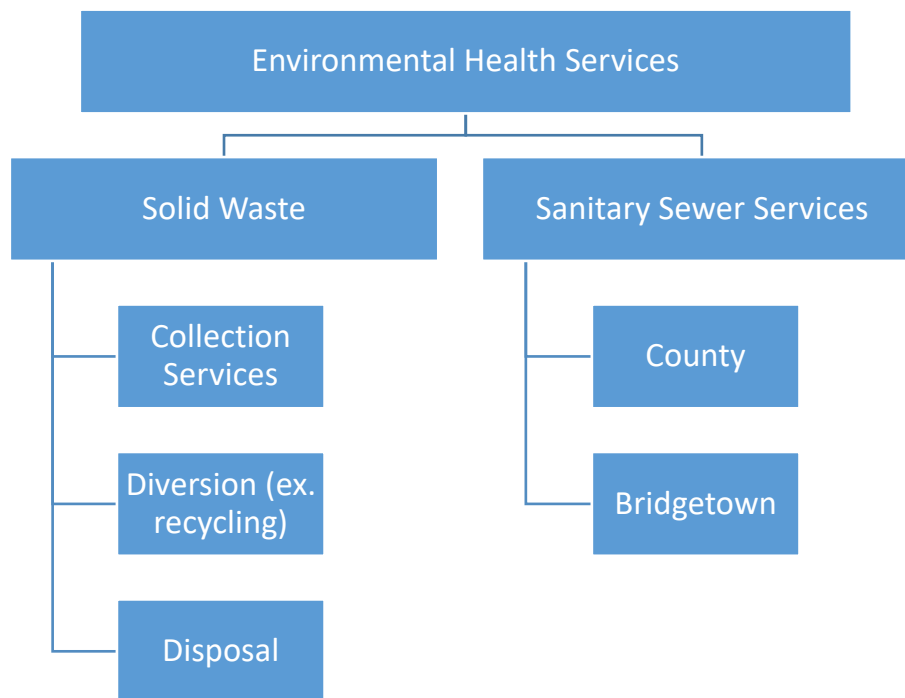 Environmental Health Services
Solid Waste
Sanitary Sewer Services
Collection
Services
County
Diversion (ex.
recycling)
Bridgetown
Disposal